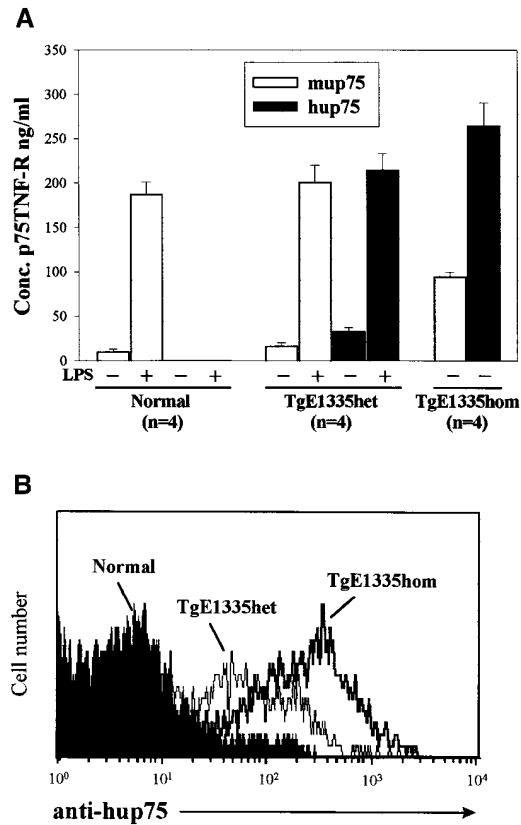 A
Conc. p75TNF-R ng/ml
350
300
250
200
150
100
50
0
mup75
hup75
LPS − + − + − + − + − −
Normal TgE1335het TgE1335hom
(n=4) (n=4) (n=4)
B
Cell number
Normal
TgE1335het
TgE1335hom
10⁰ 10¹ 10² 10³ 10⁴
anti-hup75